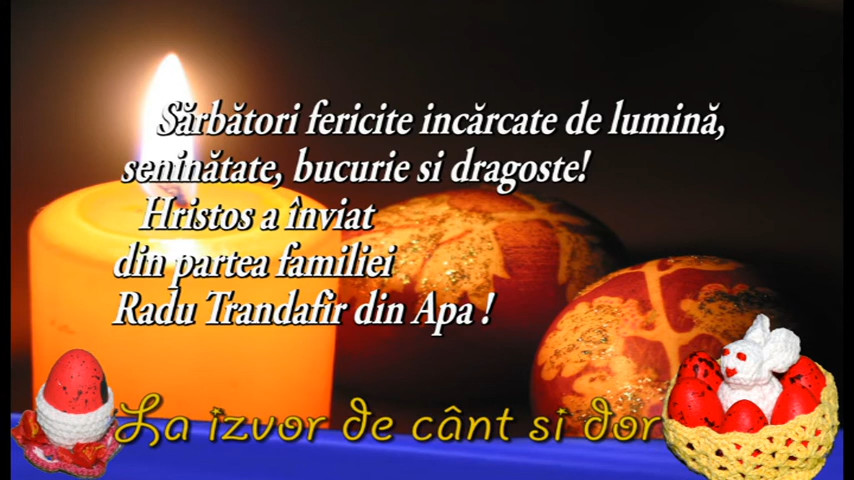 Sărbători fericite incărcate de lumină,
seninătate, bucurie si dragoste!
Hristos a înviat
din partea familiei
Radu Trandafir din Apa !
La izvor de cânt si dor